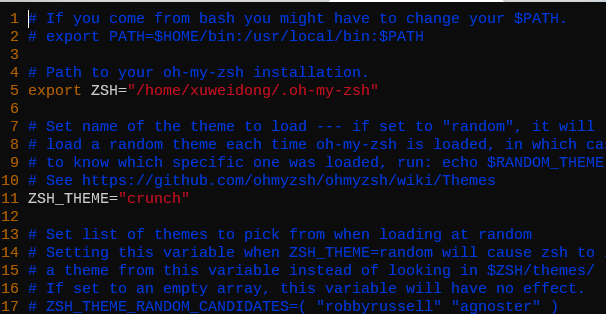 1 # If you come from bash you might have to change your $PATH.
2 # export PATH=$HOME/bin:/usr/local/bin:$PATH
3
4 # Path to your oh-my-zsh installation.
5 export ZSH="/home/xuweidong/.oh-my-zsh"
6
7 # Set name of the theme to load --- if set to "random", it will
8 # load a random theme each time oh-my-zsh is loaded, in which ca
9 # to know which specific one was loaded, run: echo $RANDOM_THEME
10 # See https://github.com/ohmyzsh/ohmyzsh/wiki/Themes
11 ZSH_THEME="crunch"
12
13 # Set list of themes to pick from when loading at random
14 # Setting this variable when ZSH_THEME=random will cause zsh to
15 # a theme from this variable instead of looking in $ZSH/themes/
16 # If set to an empty array, this variable will have no effect.
17 # ZSH_THEME_RANDOM_CANDIDATES=( "robbyrussell" "agnoster" )